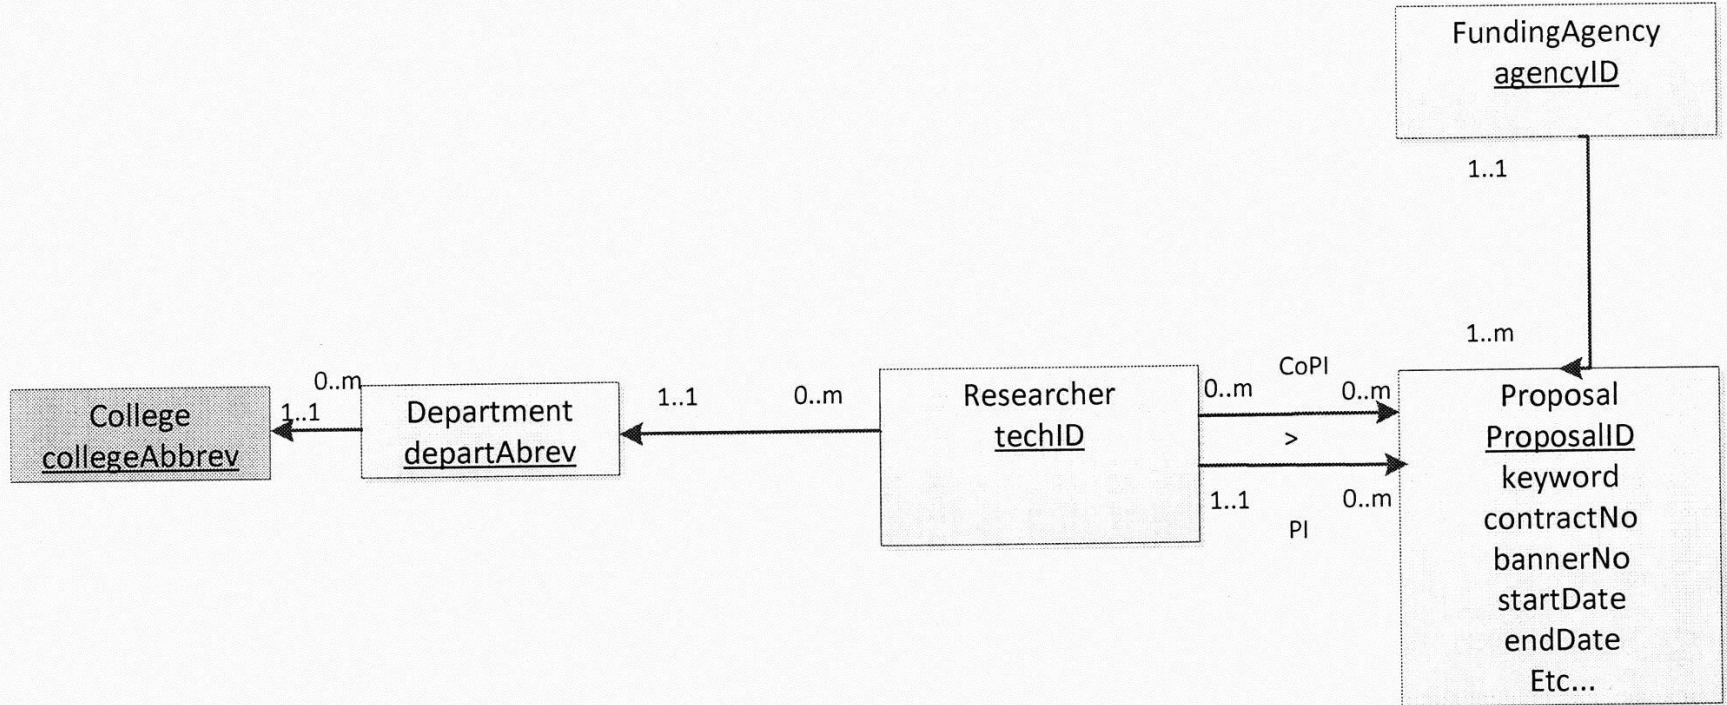 FundingAgency
agencyID
1..1
1..m
College
collegeAbbrev
1..1
0..m
Department
departAbrev
1..1
0..m
Researcher
techID
0..m
CoPI
0..m
>
1..1
0..m
PI
Proposal
ProposalID
keyword
contractNo
bannerNo
startDate
endDate
Etc...